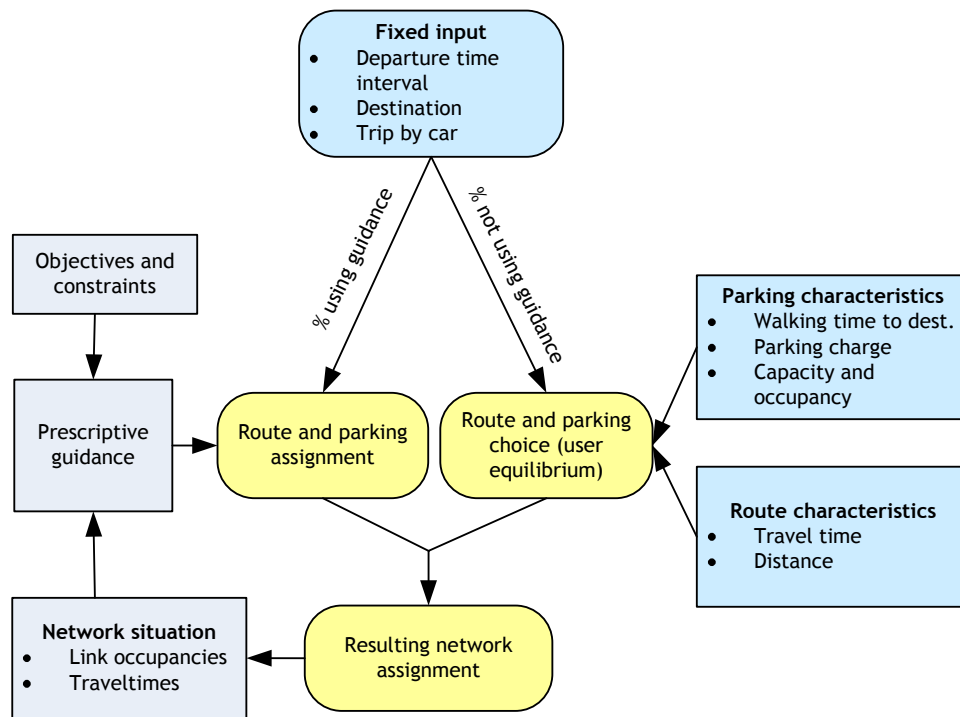 Fixed input
• Departure time
interval
• Destination
• Trip by car
% using guidance
% not using guidance
Objectives and
constraints
Parking characteristics
• Walking time to dest.
• Parking charge
• Capacity and
occupancy
Prescriptive
guidance
Route and parking
assignment
Route and parking
choice (user
equilibrium)
Route characteristics
• Travel time
• Distance
Network situation
• Link occupancies
• Traveltimes
Resulting network
assignment